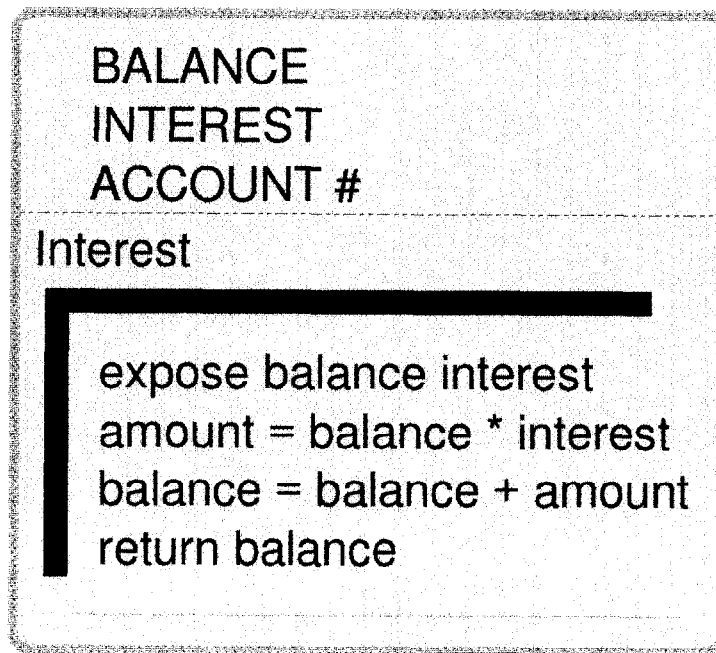 BALANCE
INTEREST
ACCOUNT #
Interest
expose balance interest
amount = balance * interest
balance = balance + amount
return balance